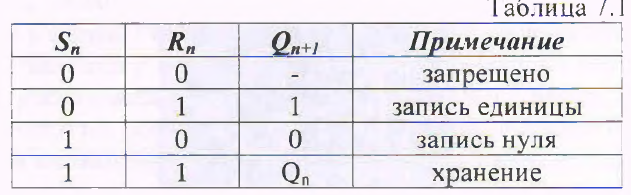 Таблица 7.1
Sn Rn Qn+1 Примечание
0 0 - запрещено
0 1 1 запись единицы
1 0 0 запись нуля
1 1 Qn хранение